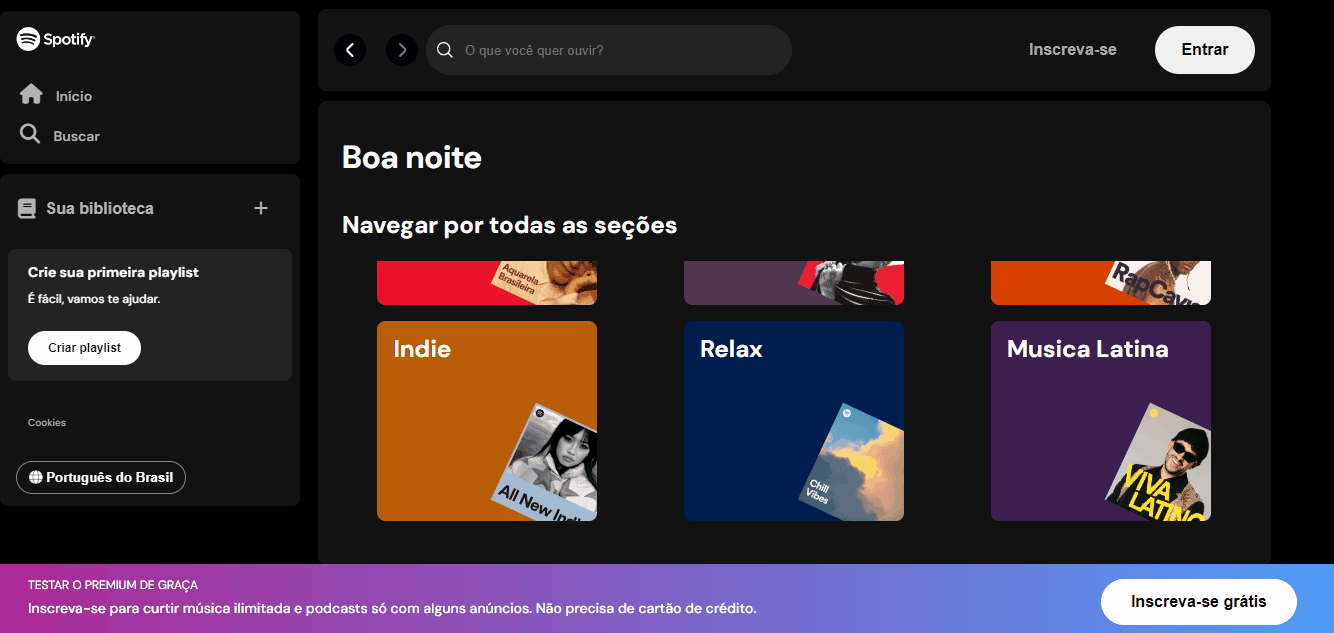 Spotify
Início
Buscar
Sua biblioteca
Crie sua primeira playlist
É fácil, vamos te ajudar.
Criar playlist
Cookies
Português do Brasil
O que você quer ouvir?
Inscreva-se
Entrar
Boa noite
Navegar por todas as seções
Aquarela
Brasileira
RapCavi
Indie
All New Indi
Relax
Chill
Vibes
Musica Latina
VIVA
LATINO
TESTAR O PREMIUM DE GRAÇA
Inscreva-se para curtir música ilimitada e podcasts só com alguns anúncios. Não precisa de cartão de crédito.
Inscreva-se grátis